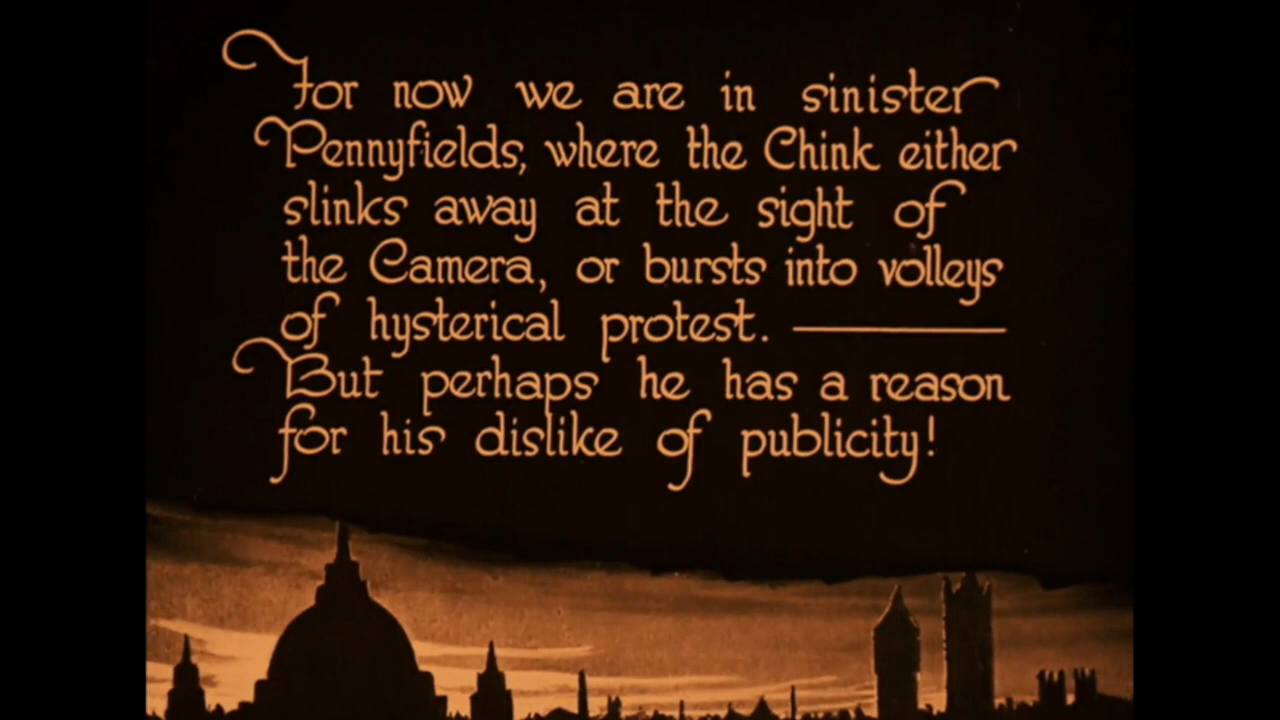 For now we are in sinister
Pennyfields, where the Chink either
slinks away at the sight of
the Camera, or bursts into volleys
of hysterical protest. ——
But perhaps he has a reason
for his dislike of publicity!